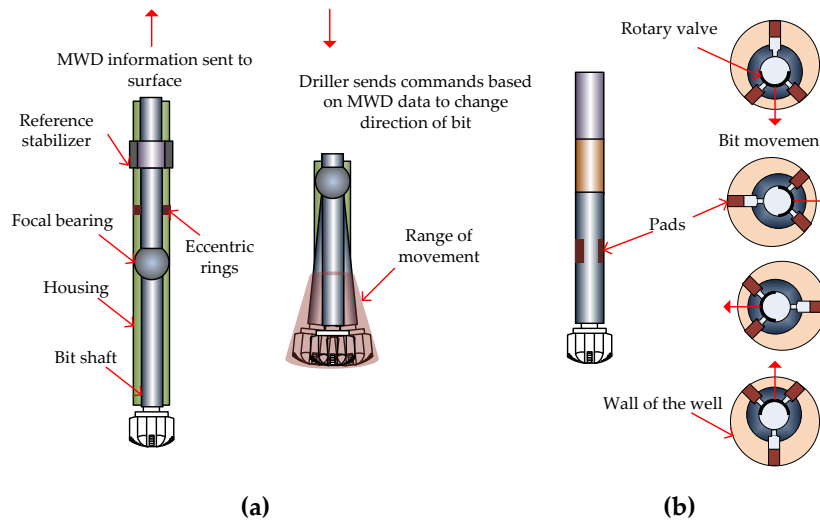 MWD information sent to
surface
Driller sends commands based
on MWD data to change
direction of bit
Reference
stabilizer
Focal bearing
Eccentric
rings
Housing
Bit shaft
Range of
movement
Rotary valve
Bit movemen
Pads
Wall of the well
(a)
(b)